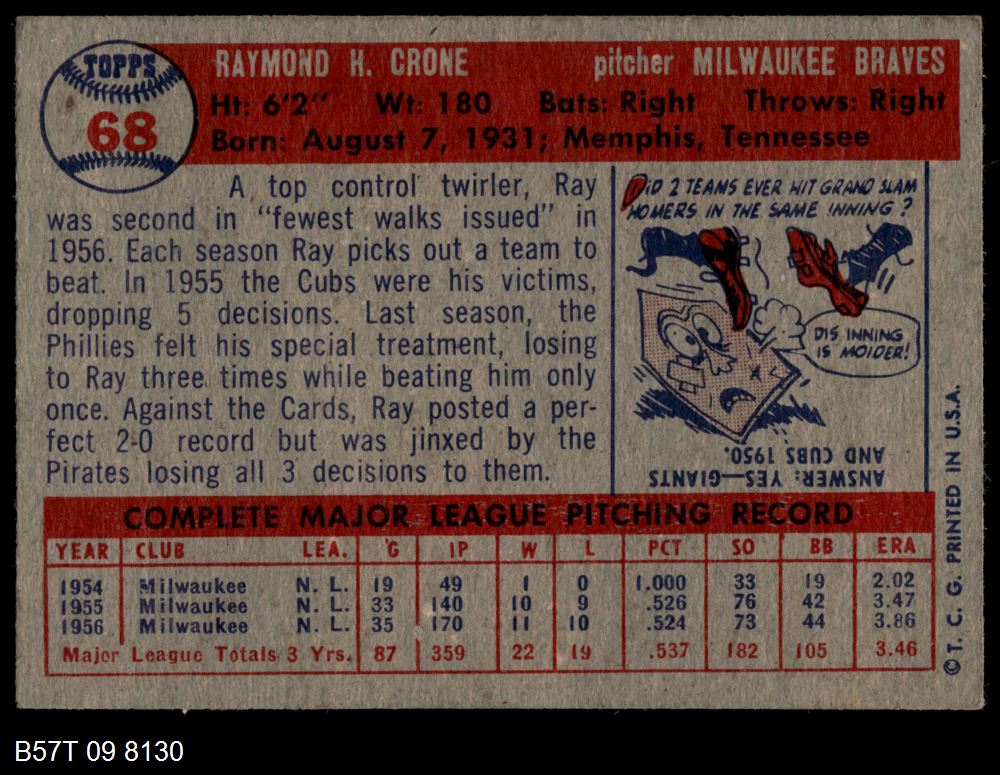 TOPPS
68
RAYMOND H. CRONE pitcher MILWAUKEE BRAVES
Ht: 6'2" Wt: 180 Bats: Right Throws: Right
Born: August 7, 1931; Memphis, Tennessee
A top control twirler, Ray
was second in "fewest walks issued" in
1956. Each season Ray picks out a team to
beat. In 1955 the Cubs were his victims,
dropping 5 decisions. Last season, the
Phillies felt his special treatment, losing
to Ray three times while beating him only
once. Against the Cards, Ray posted a per-
fect 2-0 record but was jinxed by the
Pirates losing all 3 decisions to them.
DID 2 TEAMS EVER HIT GRAND SLAM
HOMERS IN THE SAME INNING?
DIS INNING
IS MOIDER!
ANSWER: YES—GIANTS
AND CUBS 1950.
COMPLETE MAJOR LEAGUE PITCHING RECORD
YEAR CLUB LEA. G IP W L PCT SO BB ERA
1954 Milwaukee N. L. 19 49 1 0 1.000 33 19 2.02
1955 Milwaukee N. L. 33 140 10 9 .526 76 42 3.47
1956 Milwaukee N. L. 35 170 11 10 .524 73 44 3.86
Major League Totals 3 Yrs. 87 359 22 19 .537 182 105 3.46
© T. C. G. PRINTED IN U.S.A.
B57T 09 8130